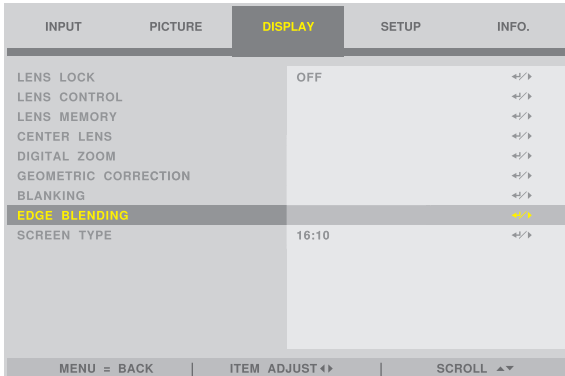 INPUT PICTURE DISPLAY SETUP INFO.
LENS LOCK OFF
LENS CONTROL
LENS MEMORY
CENTER LENS
DIGITAL ZOOM
GEOMETRIC CORRECTION
BLANKING
EDGE BLENDING
SCREEN TYPE 16:10
MENU = BACK | ITEM ADJUST | SCROLL